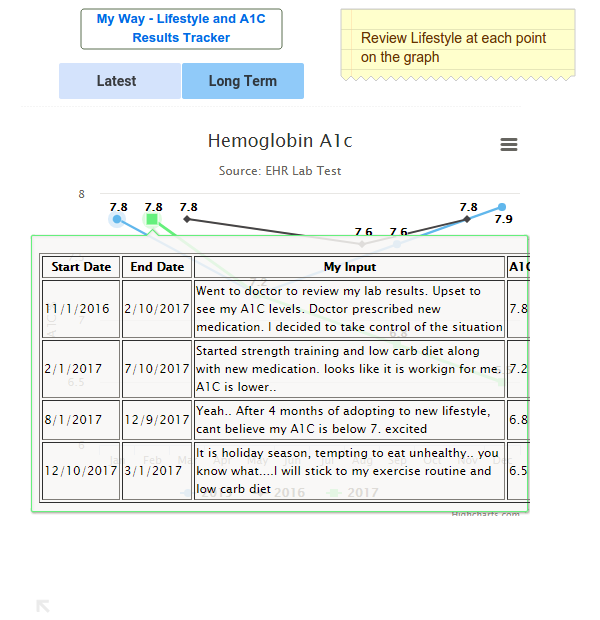 My Way - Lifestyle and A1C
Results Tracker
Review Lifestyle at each point
on the graph
Latest
Long Term
Hemoglobin A1c
Source: EHR Lab Test
8
7.8 7.8 7.8 7.8
7.9
7.6 7.6
Start Date End Date My Input A1C
11/1/2016 2/10/2017 Went to doctor to review my lab results. Upset to
see my A1C levels. Doctor prescribed new
medication. I decided to take control of the situation
7.8
2/1/2017 7/10/2017 Started strength training and low carb diet along
with new medication. looks like it is workign for me.
A1C is lower..
7.2
8/1/2017 12/9/2017 Yeah.. After 4 months of adopting to new lifestyle,
cant believe my A1C is below 7. excited
6.8
12/10/2017 3/1/2017 It is holiday season, tempting to eat unhealthy.. you
know what....I will stick to my exercise routine and
low carb diet
6.5
2016 2017
Highcharts.com